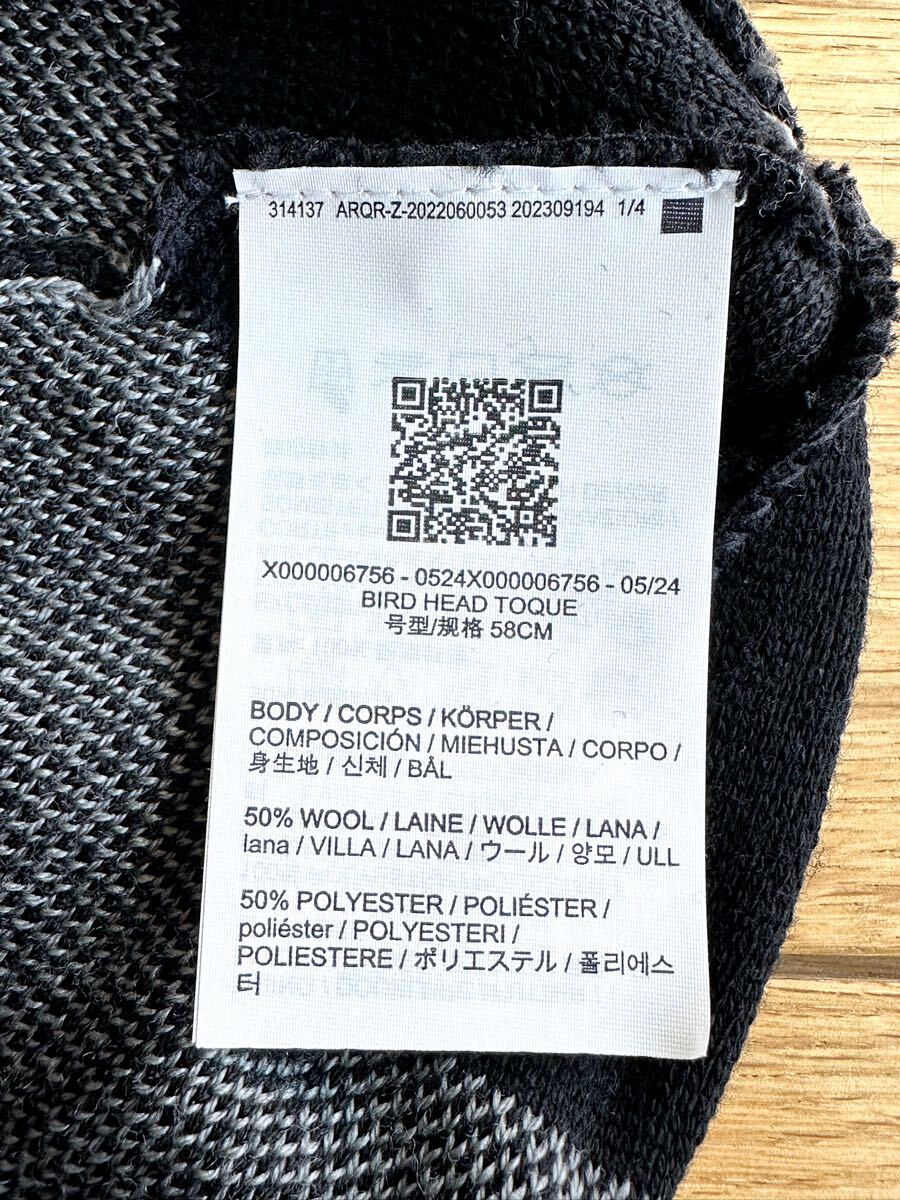 314137 ARQR-Z-2022060053 202309194 1/4
X000006756 - 0524X000006756 - 05/24
BIRD HEAD TOQUE
号型/规格 58CM
BODY / CORPS / KÖRPER /
COMPOSICIÓN / MIEHUSTA / CORPO /
身生地 / 신체 / BÅL
50% WOOL / LAINE / WOLLE / LANA /
lana / VILLA / LANA / ウール / 양모 / ULL
50% POLYESTER / POLIÉSTER /
poliéster / POLYESTERI /
POLIESTERE / ポリエステル / 폴리에스
터